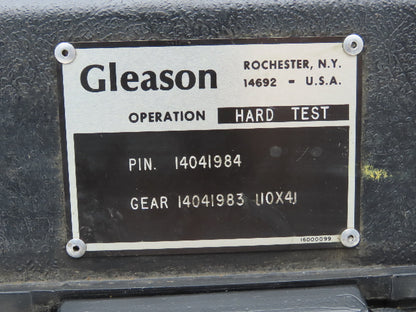 Gleason
ROCHESTER, N.Y.
14692 - U.S.A.
OPERATION HARD TEST
PIN. 14041984
GEAR 14041983 (10X4)
16000099